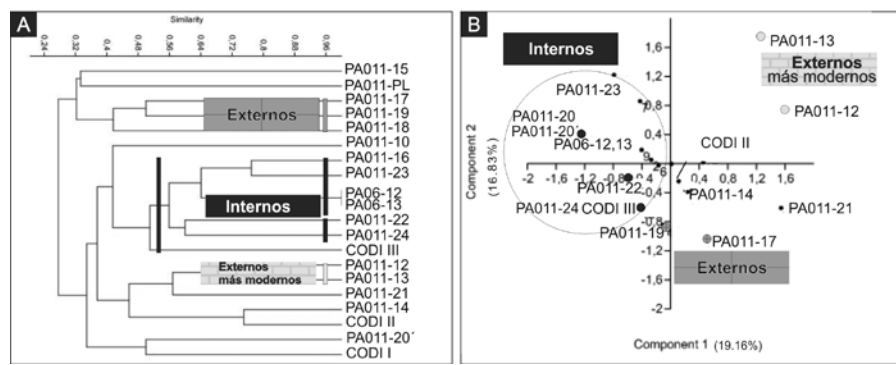 A
Similarity
0,24 0,32 0,4 0,48 0,56 0,64 0,72 0,8 0,88 0,96
PA011-15
PA011-PL
PA011-17
PA011-19
PA011-18
Externos
PA011-10
PA011-16
PA011-23
PA06-12
PA06-13
Internos
PA011-22
PA011-24
CODI III
PA011-12
PA011-13
Externos
más modernos
PA011-21
PA011-14
CODI II
PA011-20´
CODI I
B
Internos
PA011-13
Externos
más modernos
PA011-12
PA011-23
PA011-20
PA011-20´
PA06-12,13
CODI II
PA011-22
PA011-14
PA011-24 CODI III
PA011-21
PA011-19
PA011-17
Externos
1,6
1,2
0,4
-0,4
-0,8
-1,2
-1,6
-2
-2 -1,6 -1,2 -0,8 -0,4
0,4 0,8 1,2 1,6
Component 2
(16.83%)
Component 1 (19.16%)